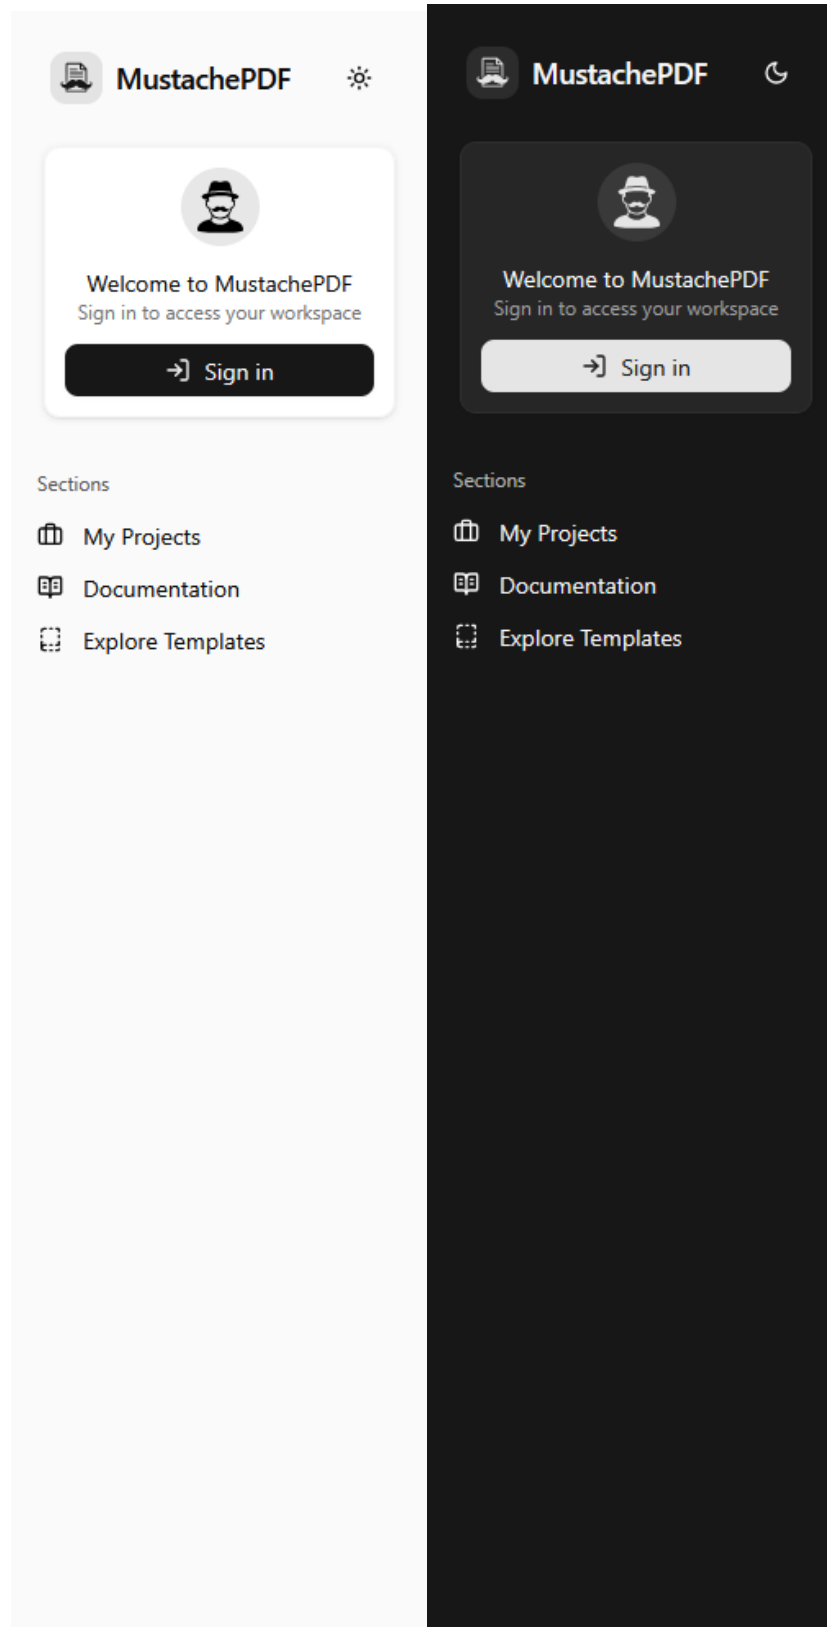 MustachePDF
Welcome to MustachePDF
Sign in to access your workspace
Sign in
Sections
My Projects
Documentation
Explore Templates
MustachePDF
Welcome to MustachePDF
Sign in to access your workspace
Sign in
Sections
My Projects
Documentation
Explore Templates